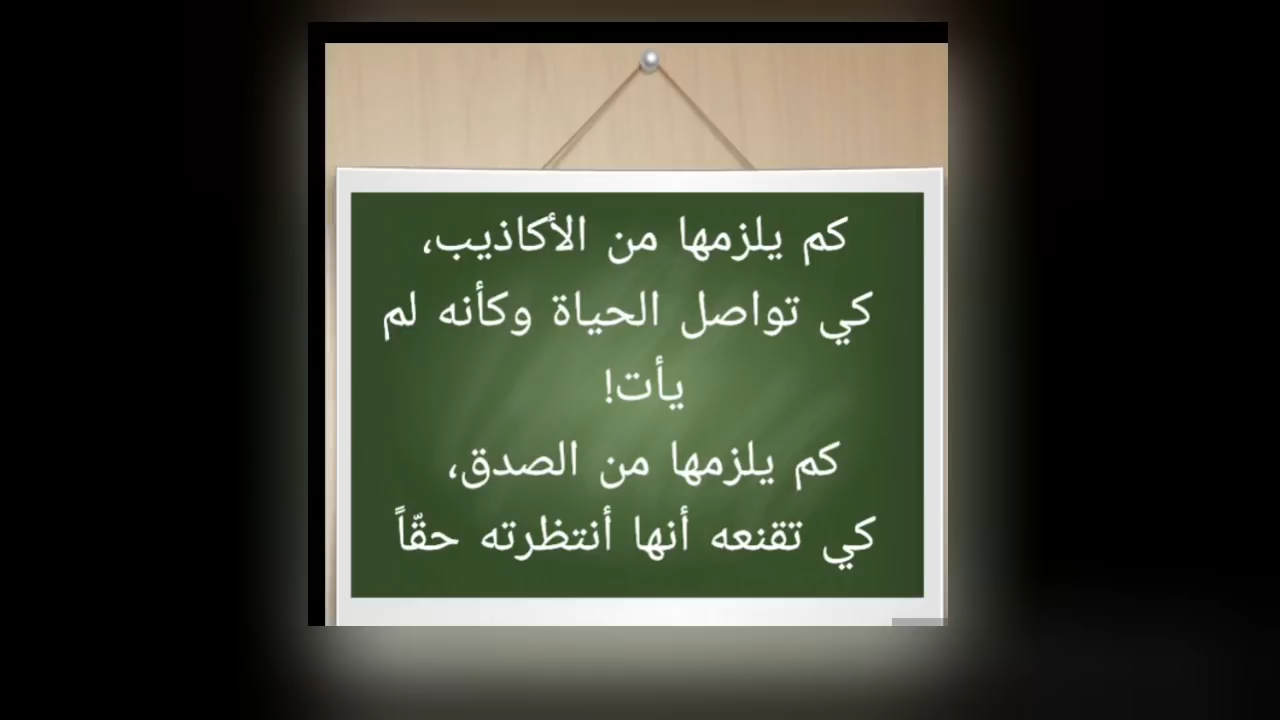 كم يلزمها من الأكاذيب،
كي تواصل الحياة وكأنه لم
يأت!
كم يلزمها من الصدق،
كي تقنعه أنها أنتظرته حقّاً